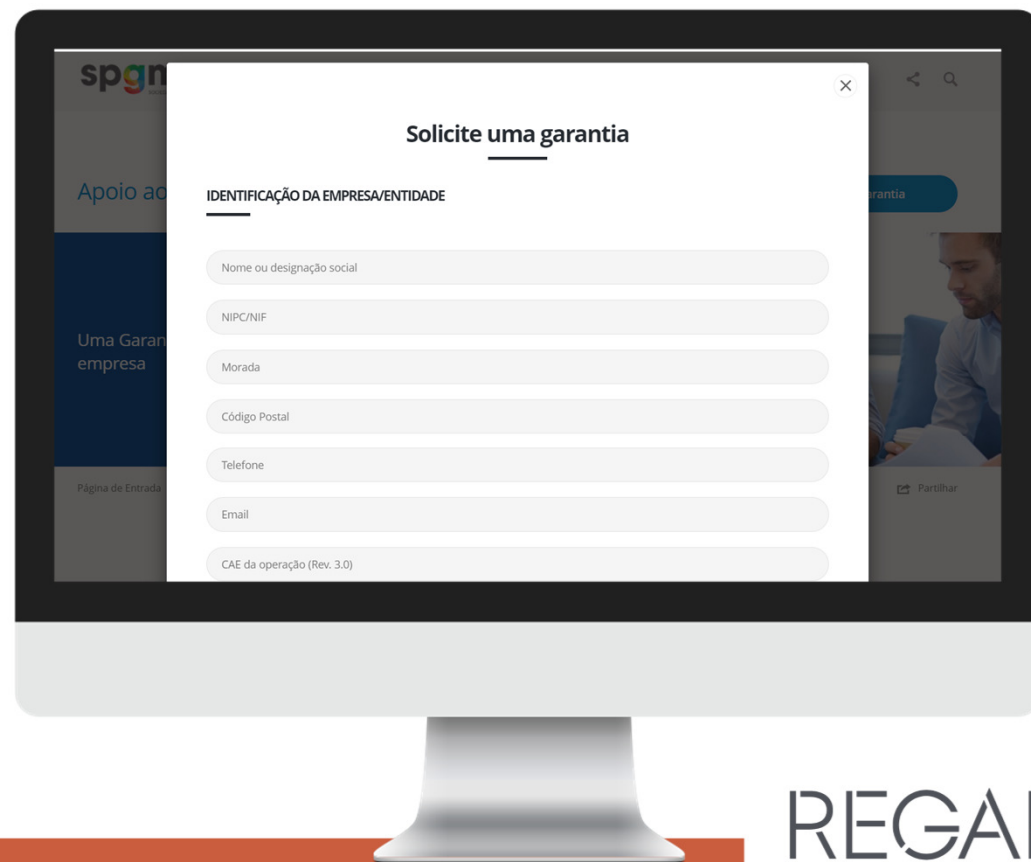 Solicite uma garantia
IDENTIFICAÇÃO DA EMPRESA/ENTIDADE
Nome ou designação social
NIPC/NIF
Morada
Código Postal
Telefone
Email
CAE da operação (Rev. 3.0)
spgm
Apoio ao
arantia
Uma Garan
empresa
Página de Entrada
Partilhar
REGA